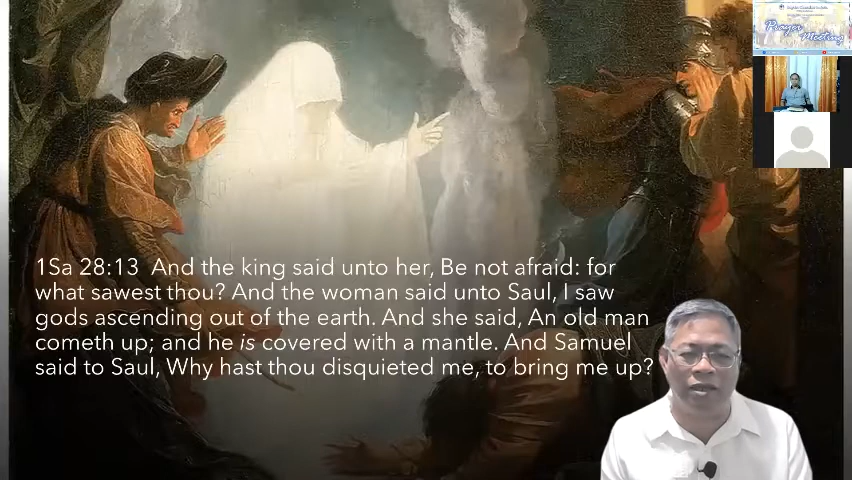 1Sa 28:13  And the king said unto her, Be not afraid: for
what sawest thou? And the woman said unto Saul, I saw
gods ascending out of the earth. And she said, An old man
cometh up; and he is covered with a mantle. And Samuel
said to Saul, Why hast thou disquieted me, to bring me up?
Prayer
Meeting